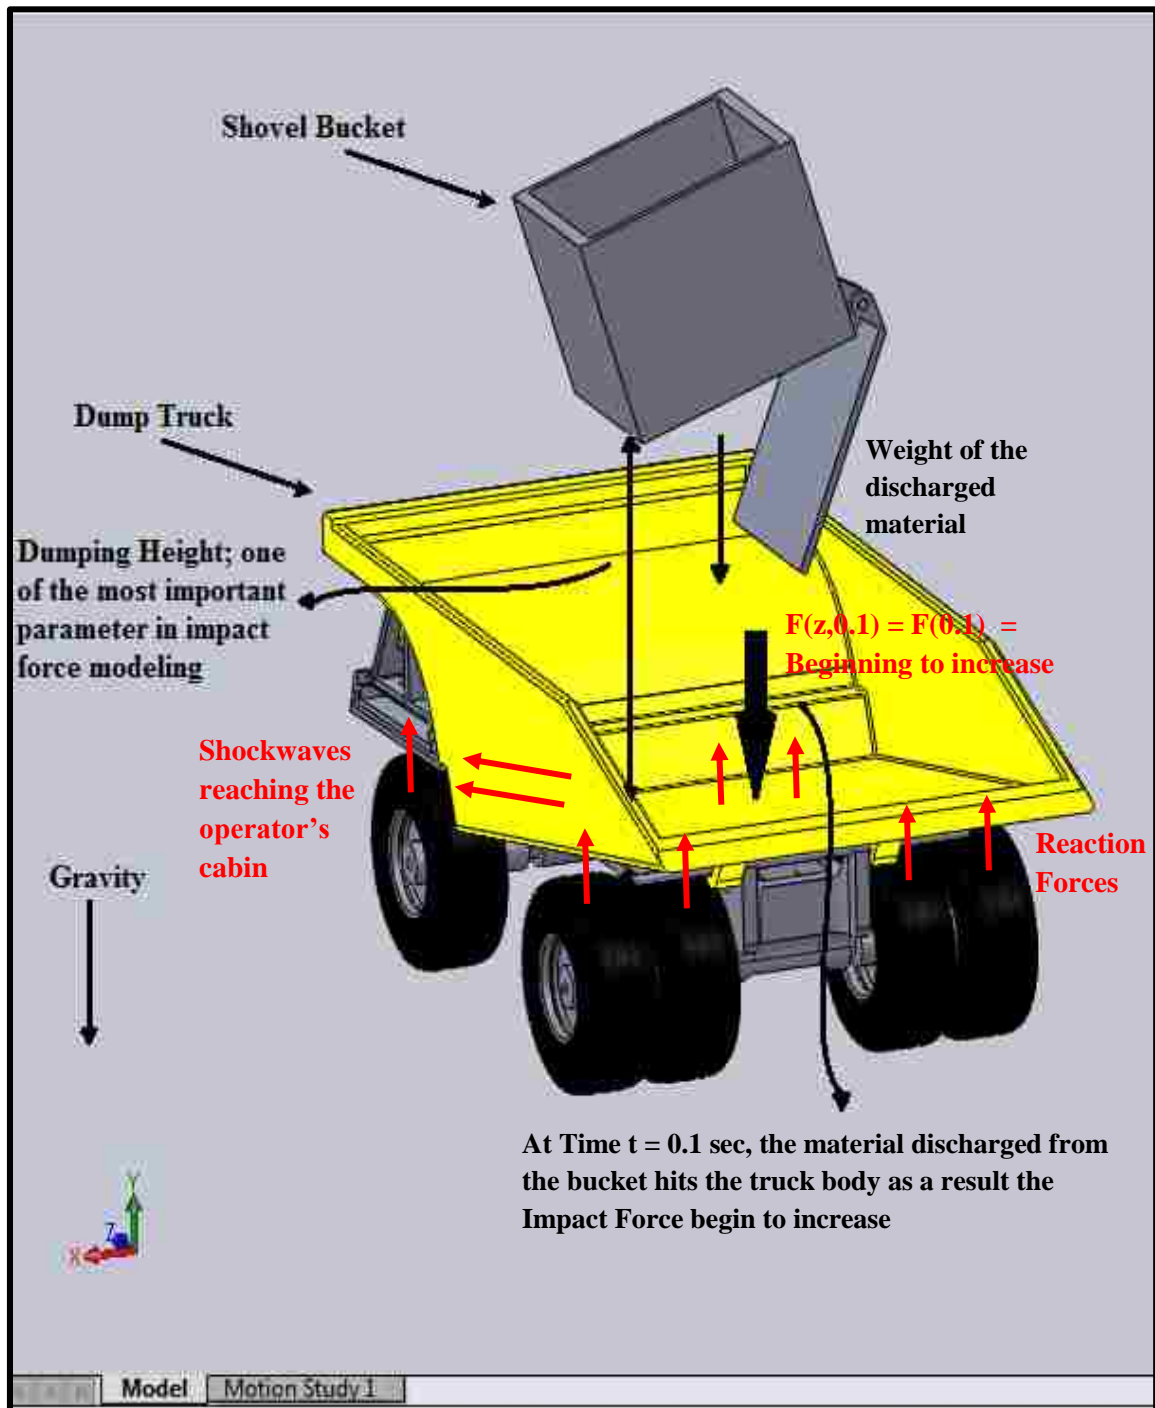 Shovel Bucket
Dump Truck
Weight of the
discharged
material
Dumping Height; one
of the most important
parameter in impact
force modeling
F(z,0.1) = F(0.1) =
Beginning to increase
Shockwaves
reaching the
operator's
cabin
Reaction
Forces
Gravity
At Time t = 0.1 sec, the material discharged from
the bucket hits the truck body as a result the
Impact Force begin to increase
Y
Z
X
Model
Motion Study 1